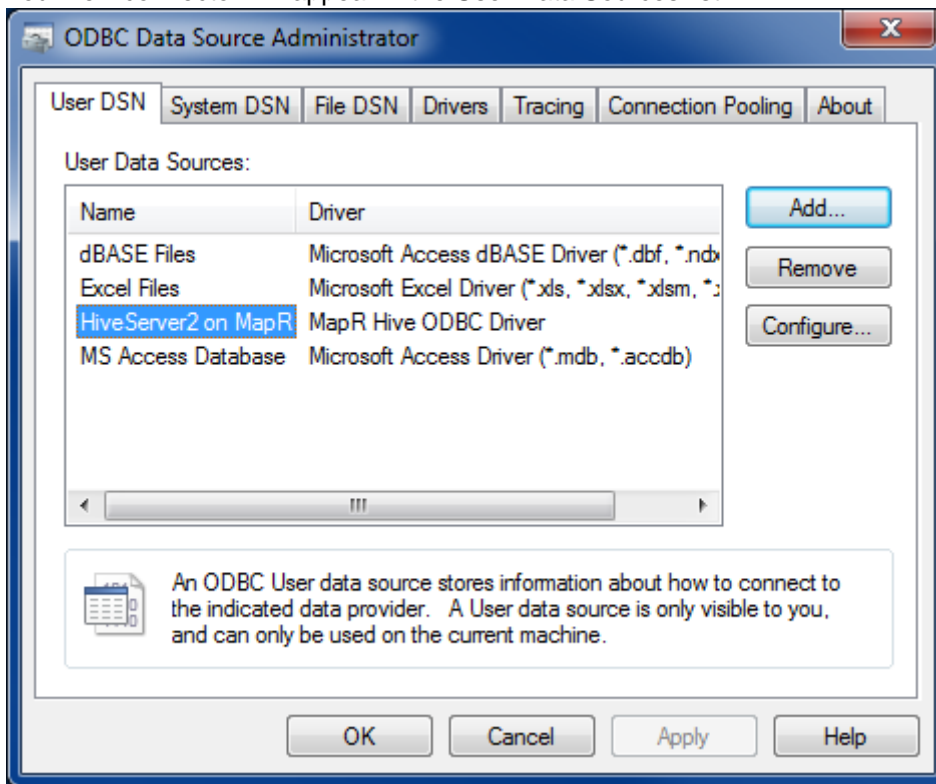 ODBC Data Source Administrator
User DSN System DSN File DSN Drivers Tracing Connection Pooling About
User Data Sources:
Name Driver
Add...
dBASE Files Microsoft Access dBASE Driver (*.dbf, *.ndx
Remove
Excel Files Microsoft Excel Driver (*.xls, *.xlsx, *.xlsm, *.
HiveServer2 on MapR MapR Hive ODBC Driver
Configure...
MS Access Database Microsoft Access Driver (*.mdb, *.accdb)
An ODBC User data source stores information about how to connect to
the indicated data provider. A User data source is only visible to you,
and can only be used on the current machine.
OK Cancel Apply Help